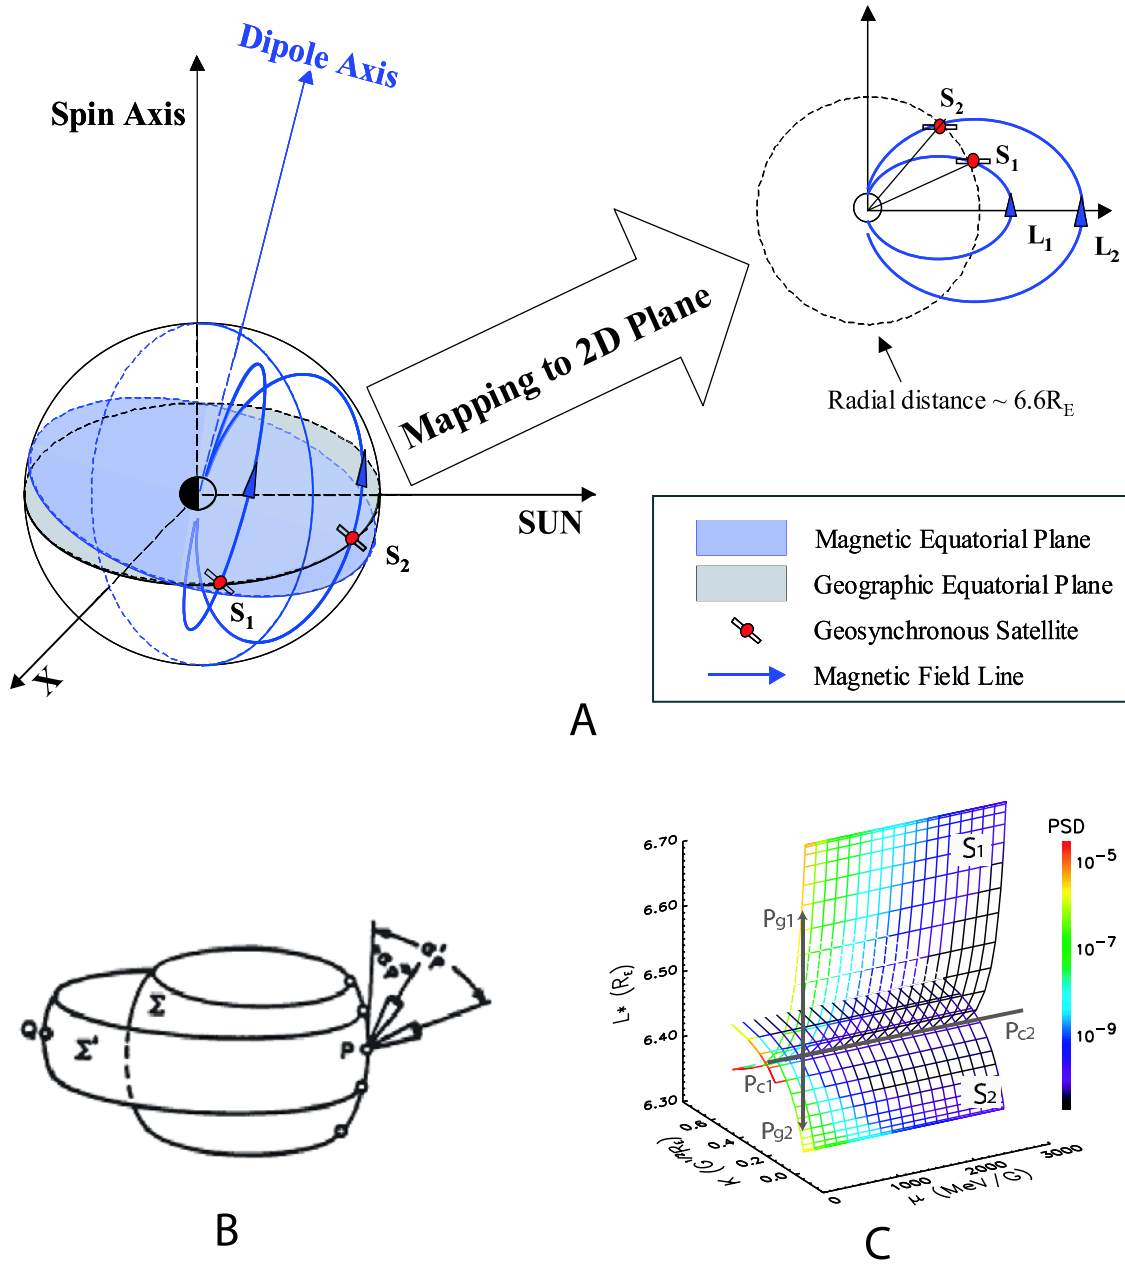 Dipole Axis
Spin Axis
SUN
X
S1
S2
Mapping to 2D Plane
S2
S1
L1
L2
Radial distance ~ 6.6RE
Magnetic Equatorial Plane
Geographic Equatorial Plane
Geosynchronous Satellite
Magnetic Field Line
A
Σ
Q
Σ'
P
B
6.70
6.60
6.50
6.40
6.30
L* (RE)
0.6
0.4
0.2
0.0
0
1000
2000
3000
μ (MeV/G)
Pg1
Pc2
Pc1
Pg2
S1
S2
PSD
10-5
10-7
10-9
C